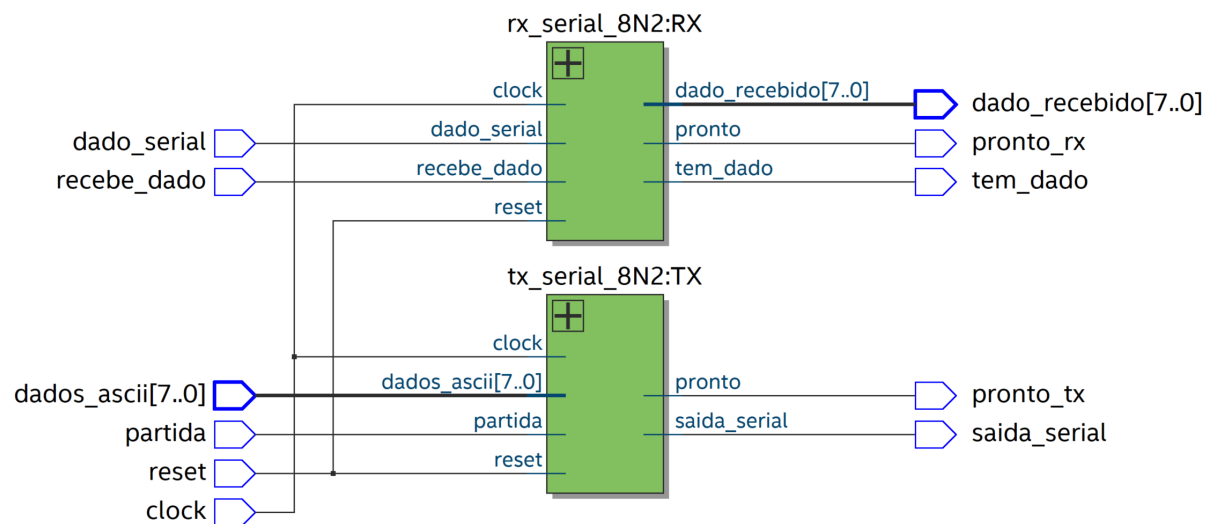 rx_serial_8N2:RX
clock
dado_recebido[7..0]
dado_recebido[7..0]
dado_serial
dado_serial
pronto
pronto_rx
recebe_dado
recebe_dado
tem_dado
tem_dado
reset
tx_serial_8N2:TX
clock
dados_ascii[7..0]
dados_ascii[7..0]
pronto
pronto_tx
partida
partida
saida_serial
saida_serial
reset
reset
clock